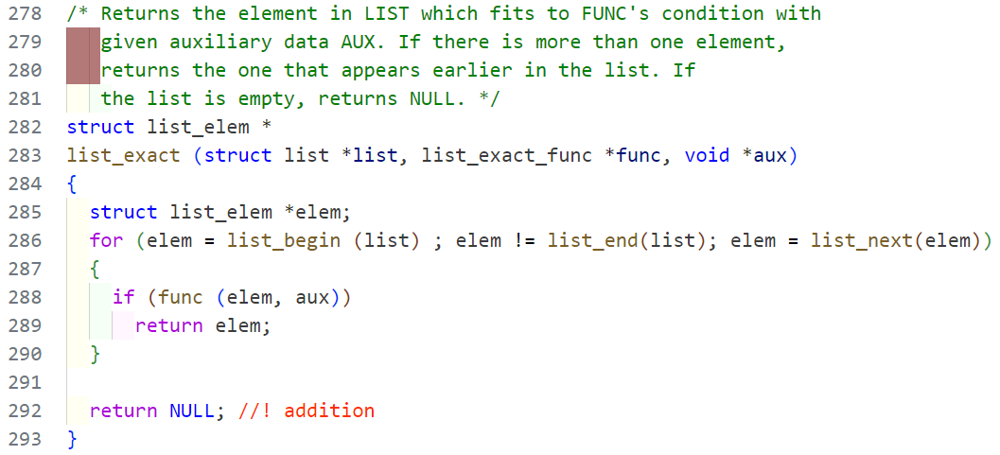 278 /* Returns the element in LIST which fits to FUNC's condition with
279    given auxiliary data AUX. If there is more than one element,
280    returns the one that appears earlier in the list. If
281    the list is empty, returns NULL. */
282 struct list_elem *
283 list_exact (struct list *list, list_exact_func *func, void *aux)
284 {
285   struct list_elem *elem;
286   for (elem = list_begin (list) ; elem != list_end(list); elem = list_next(elem))
287   {
288     if (func (elem, aux))
289       return elem;
290   }
291
292   return NULL; //! addition
293 }